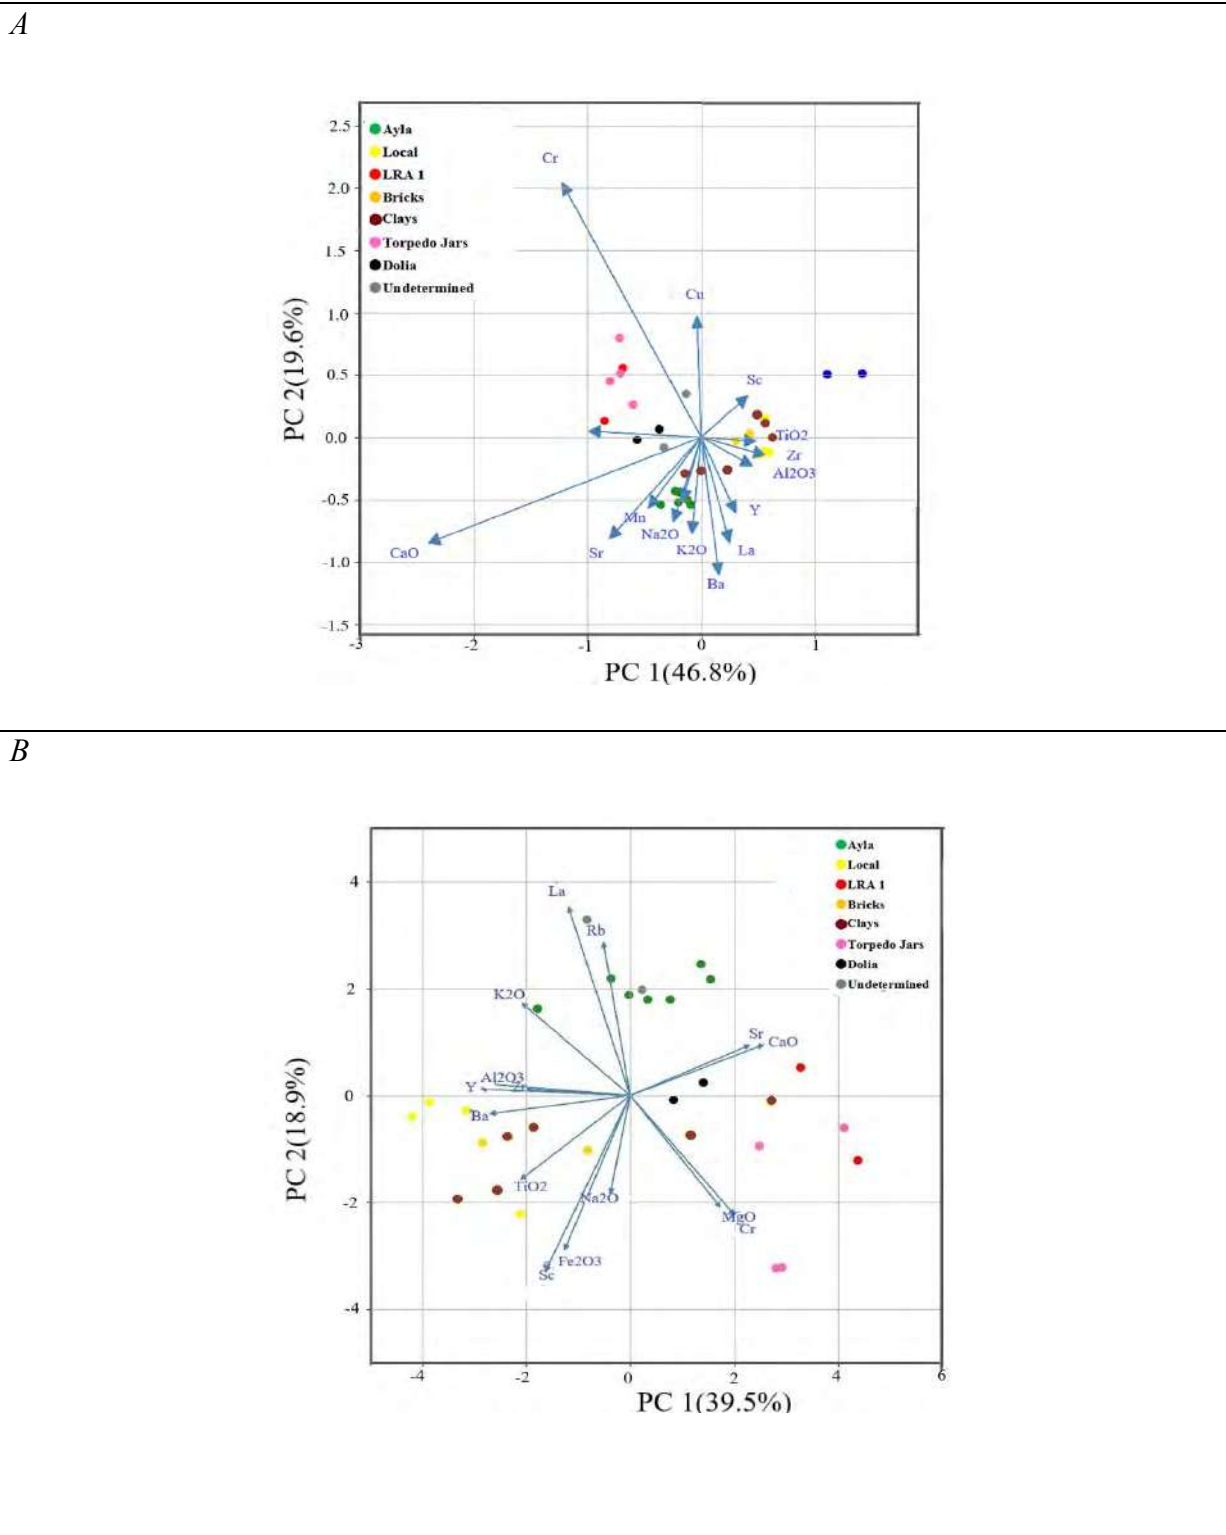 A
2.5
2.0
1.5
1.0
0.5
0.0
-0.5
-1.0
-1.5
PC 2(19.6%)
Ayla
Local
LRA 1
Bricks
Clays
Torpedo Jars
Dolia
Undetermined
Cr
Cu
Sc
TiO2
Zr
Al2O3
Y
Mn
Na2O
K2O
La
Sr
CaO
Ba
-3
-2
-1
0
1
PC 1(46.8%)
B
4
2
0
-2
-4
PC 2(18.9%)
Ayla
Local
LRA 1
Bricks
Clays
Torpedo Jars
Dolia
Undetermined
La
Rb
K2O
Sr
CaO
Al2O3
Y
Zr
Ba
TiO2
Na2O
MgO
Cr
Fe2O3
Sc
-4
-2
0
2
4
6
PC 1(39.5%)